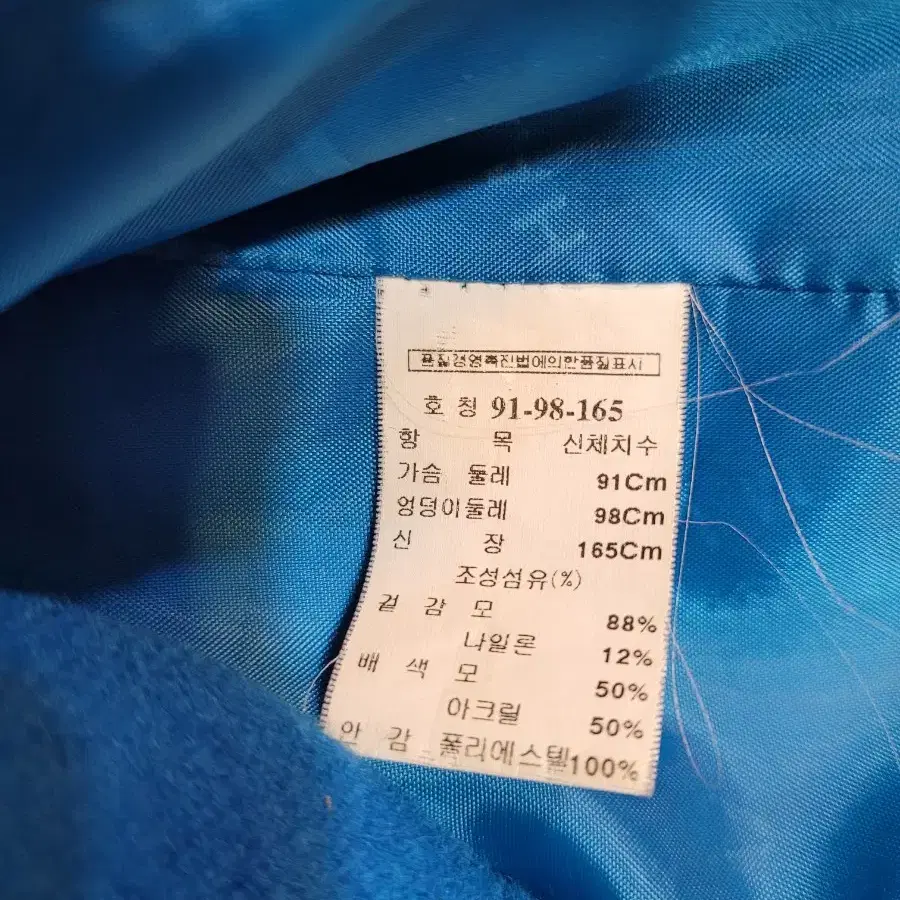 품질경영촉진법에의한품질표시
호 칭 91-98-165
항 목 신체치수
가슴 둘레 91Cm
엉덩이둘레 98Cm
신 장 165Cm
조성섬유(%)
겉 감 모 88%
나일론 12%
배 색 모 50%
아크릴 50%
안 감 폴리에스텔100%